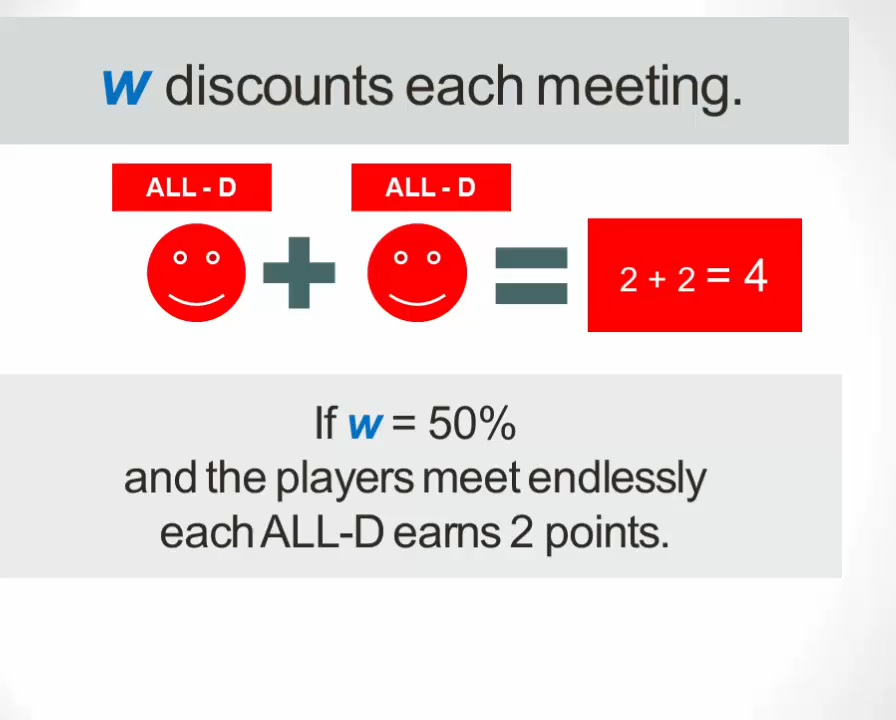 w discounts each meeting.
ALL - D
ALL - D
2 + 2 = 4
If w = 50%
and the players meet endlessly
each ALL-D earns 2 points.